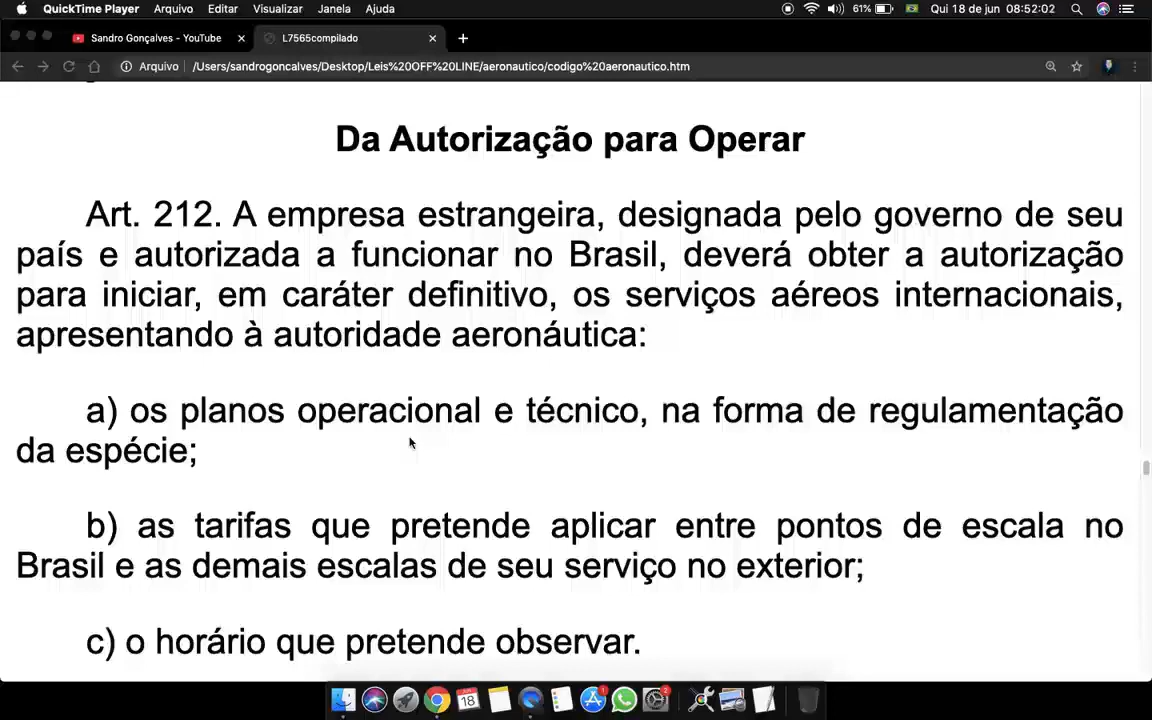 QuickTime Player Arquivo Editar Visualizar Janela Ajuda 61% Qui 18 de jun 08:52:02
Sandro Gonçalves - YouTube L7565compilado
Arquivo /Users/sandrogoncalves/Desktop/Leis%20OFF%20LINE/aeronautico/codigo%20aeronautico.htm
Da Autorização para Operar
Art. 212. A empresa estrangeira, designada pelo governo de seu
país e autorizada a funcionar no Brasil, deverá obter a autorização
para iniciar, em caráter definitivo, os serviços aéreos internacionais,
apresentando à autoridade aeronáutica:
a) os planos operacional e técnico, na forma de regulamentação
da espécie;
b) as tarifas que pretende aplicar entre pontos de escala no
Brasil e as demais escalas de seu serviço no exterior;
c) o horário que pretende observar.